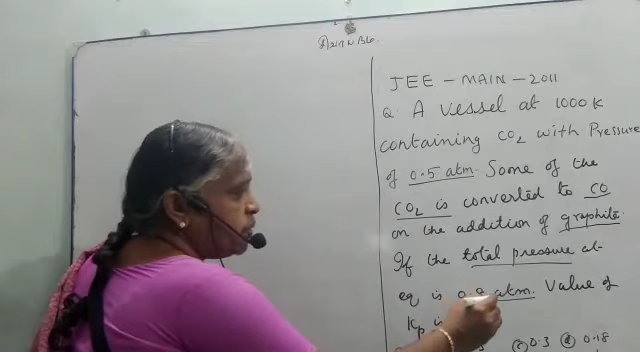 JEE - MAIN - 2011
Q. A vessel at 1000 K
containing CO2 with Pressure
of 0.5 atm. Some of the
CO2 is converted to CO
on the addition of graphite.
If the total pressure at
eq is 0.8 atm. Value of
Kp
(c) 0.3 (d) 0.18